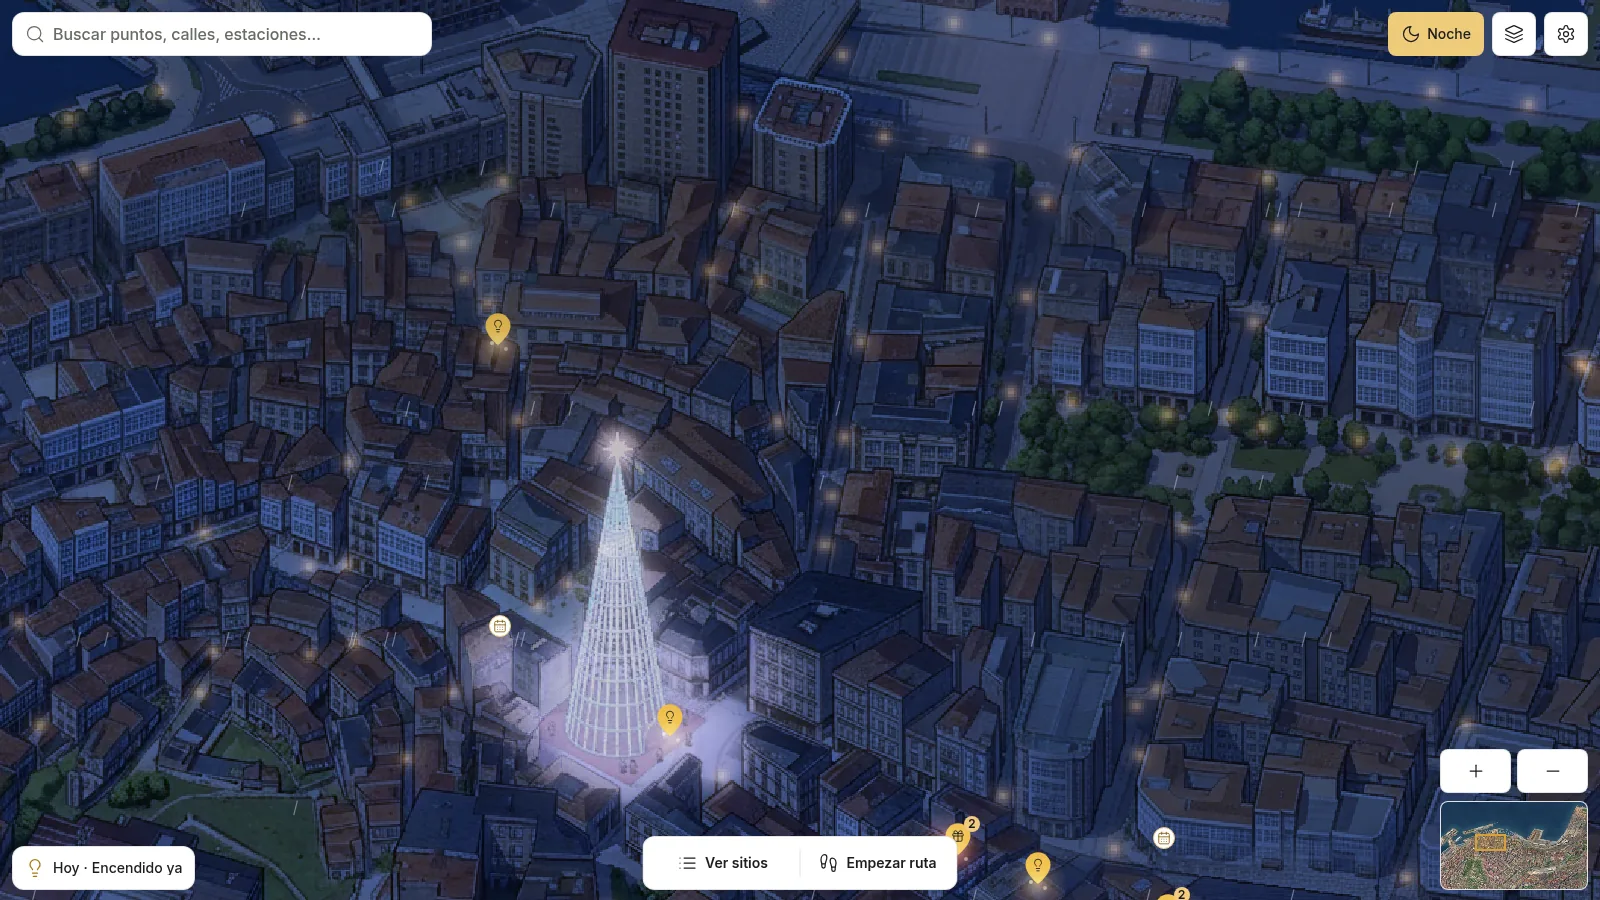 Buscar puntos, calles, estaciones...
Noche
2
2
Hoy · Encendido ya
Ver sitios
Empezar ruta